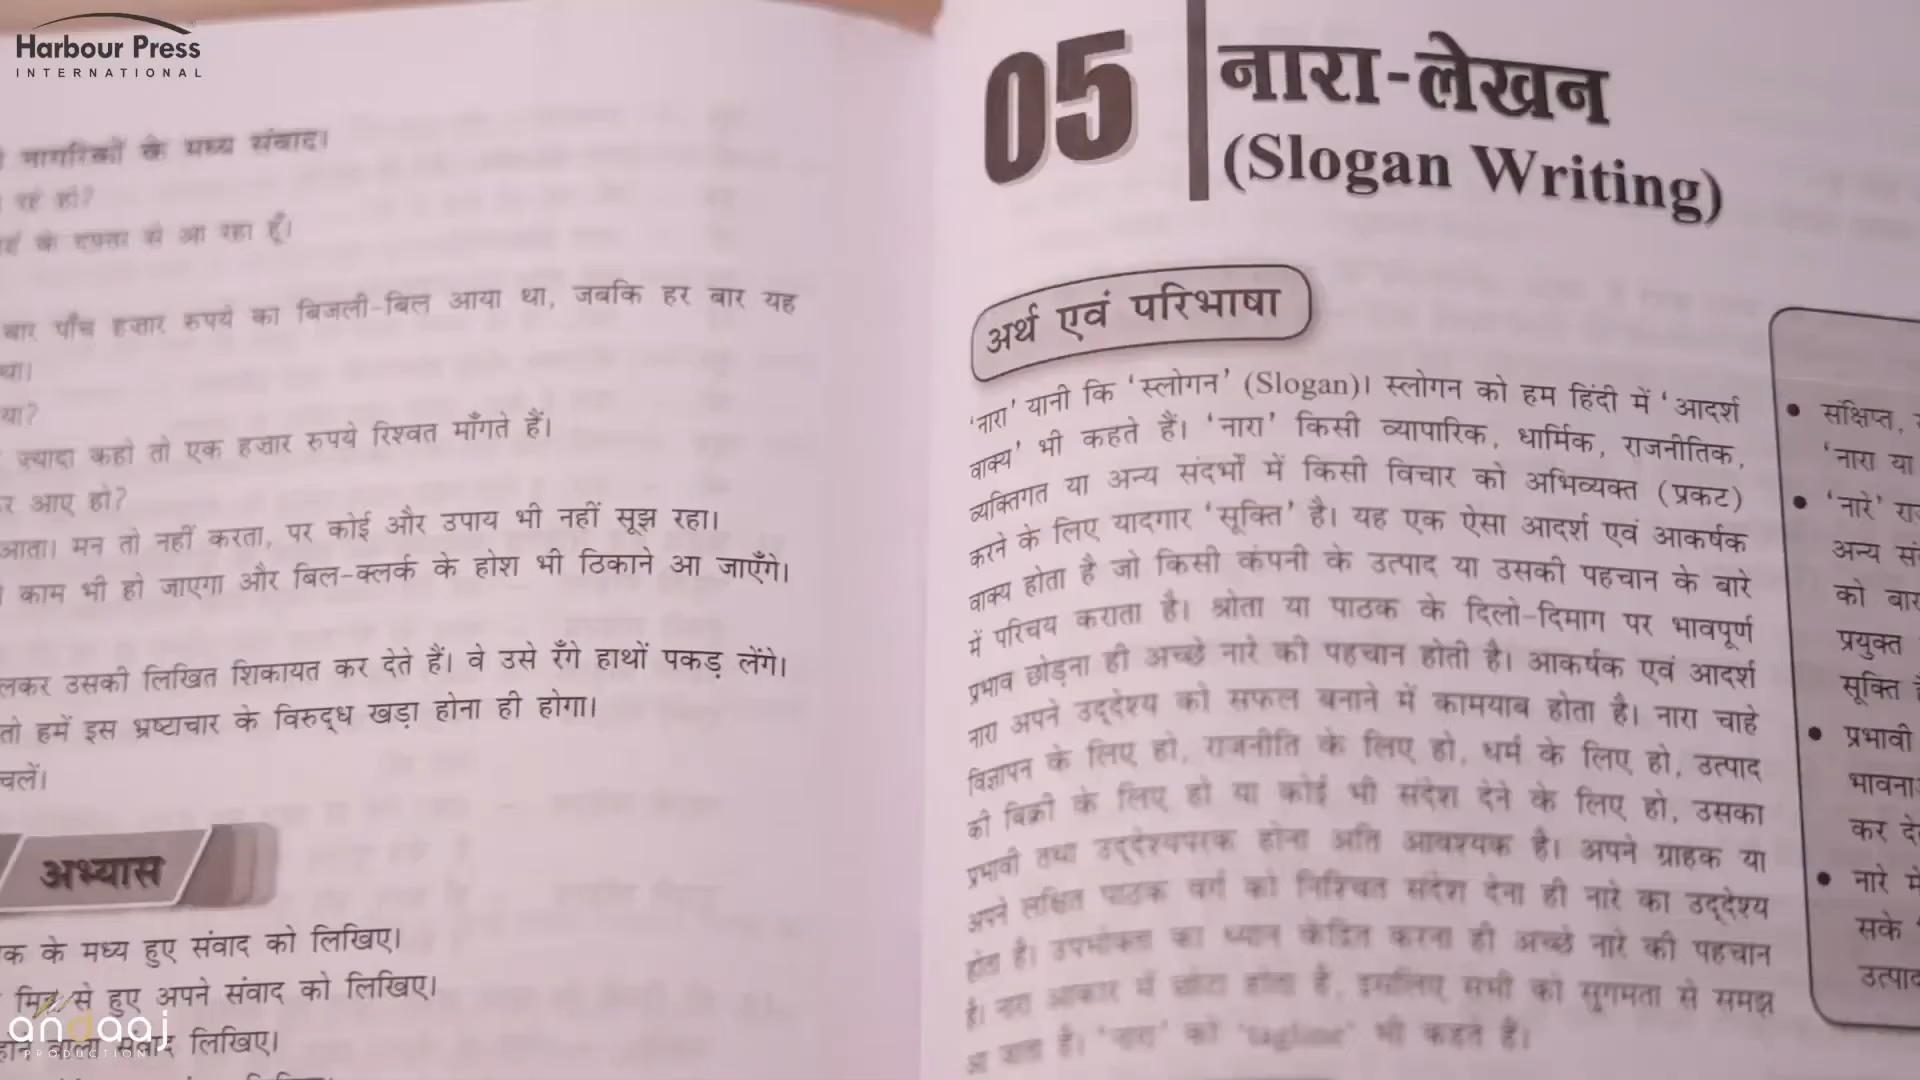 Harbour Press
INTERNATIONAL
नागरिकों के मध्य संवाद।
रहे हो?
के दफ्तर से आ रहा हूँ।
बार पाँच हज़ार रुपये का बिजली-बिल आया था, जबकि हर बार यह
था।
या?
ज़्यादा कहो तो एक हज़ार रुपये रिश्वत माँगते हैं।
र आए हो?
आता। मन तो नहीं करता, पर कोई और उपाय भी नहीं सूझ रहा।
काम भी हो जाएगा और बिल-क्लर्क के होश भी ठिकाने आ जाएँगे।
लकर उसकी लिखित शिकायत कर देते हैं। वे उसे रँगे हाथों पकड़ लेंगे।
तो हमें इस भ्रष्टाचार के विरुद्ध खड़ा होना ही होगा।
चलें।
अभ्यास
क के मध्य हुए संवाद को लिखिए।
मित्र से हुए अपने संवाद को लिखिए।
होने वाला संवाद लिखिए।
andaaj
PRODUCTION
05
नारा-लेखन
(Slogan Writing)
अर्थ एवं परिभाषा
‘नारा’ यानी कि ‘स्लोगन’ (Slogan)। स्लोगन को हम हिंदी में ‘आदर्श
वाक्य’ भी कहते हैं। ‘नारा’ किसी व्यापारिक, धार्मिक, राजनीतिक,
व्यक्तिगत या अन्य संदर्भों में किसी विचार को अभिव्यक्त (प्रकट)
करने के लिए यादगार ‘सूक्ति’ है। यह एक ऐसा आदर्श एवं आकर्षक
वाक्य होता है जो किसी कंपनी के उत्पाद या उसकी पहचान के बारे
में परिचय कराता है। श्रोता या पाठक के दिलो-दिमाग पर भावपूर्ण
प्रभाव छोड़ना ही अच्छे नारे की पहचान होती है। आकर्षक एवं आदर्श
नारा अपने उद्देश्य को सफल बनाने में कामयाब होता है। नारा चाहे
विज्ञापन के लिए हो, राजनीति के लिए हो, धर्म के लिए हो, उत्पाद
की बिक्री के लिए हो या कोई भी संदेश देने के लिए हो, उसका
प्रभावी तथा उद्देश्यपरक होना अति आवश्यक है। अपने ग्राहक या
अपने लक्षित पाठक वर्ग को निश्चित संदेश देना ही नारे का उद्देश्य
होता है। उपभोक्ता का ध्यान केंद्रित करना ही अच्छे नारे की पहचान
है। नारा आकार में छोटा होता है, इसलिए सभी को सुगमता से समझ
आ जाता है। ‘नारा’ को ‘tagline’ भी कहते हैं।
• संक्षिप्त,
‘नारा या
• ‘नारे’
अन्य
को बार
प्रयुक्त
सूक्ति
• प्रभावी
कर
• नारे
सके